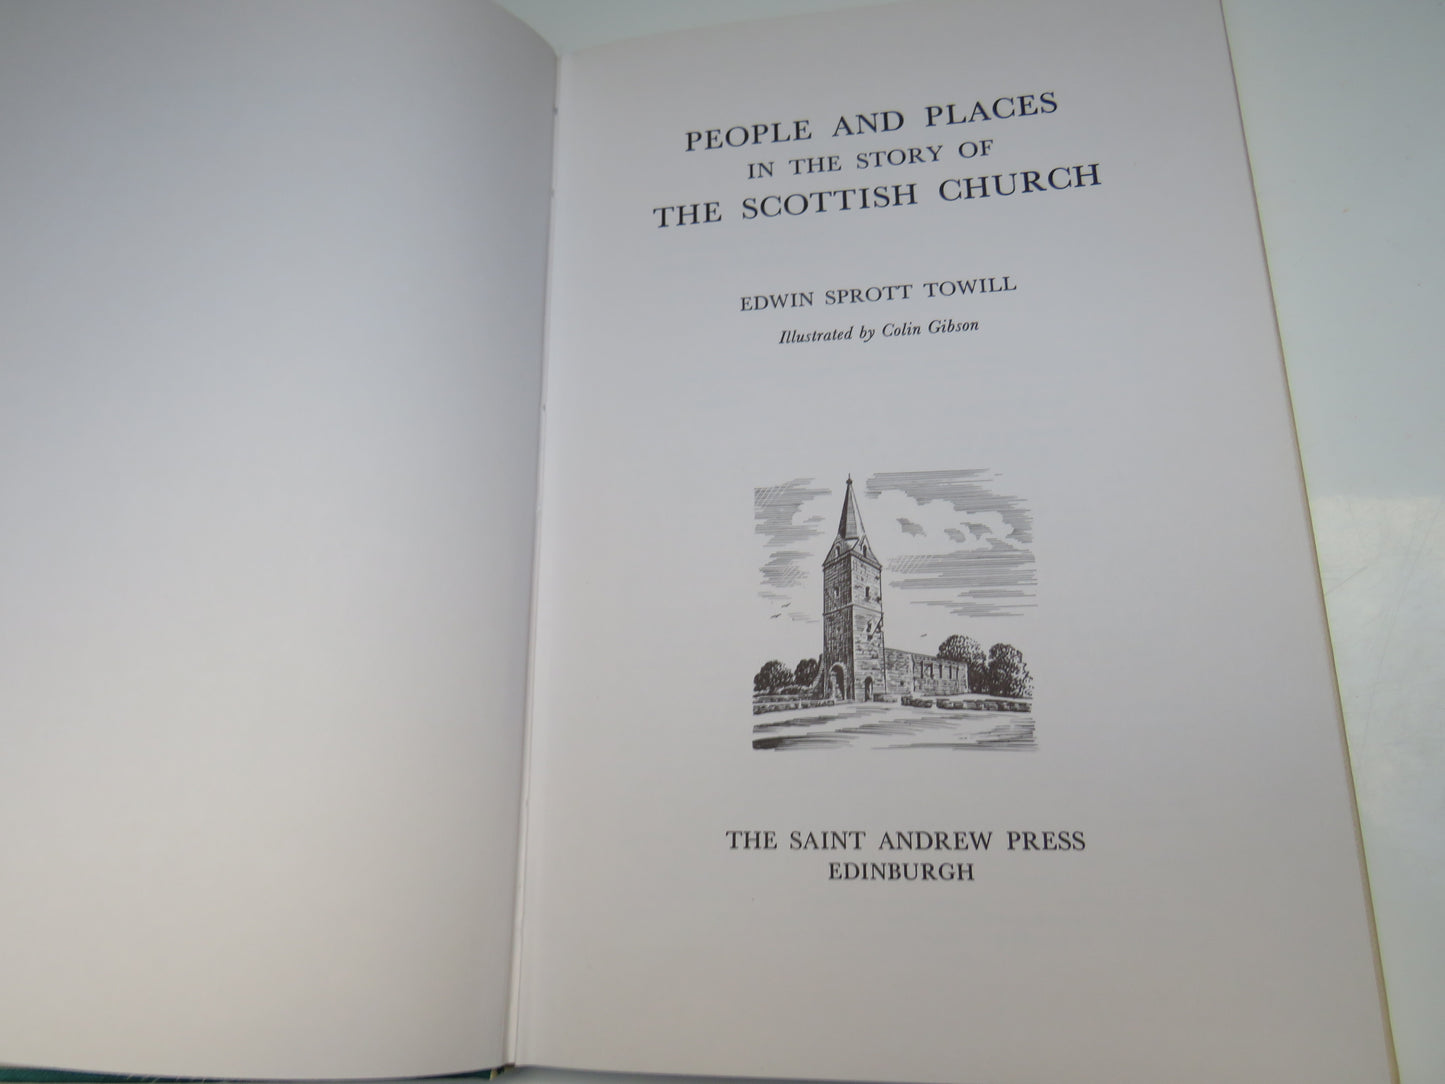 PEOPLE AND PLACES
IN THE STORY OF
THE SCOTTISH CHURCH
EDWIN SPROTT TOWILL
Illustrated by Colin Gibson
THE SAINT ANDREW PRESS
EDINBURGH